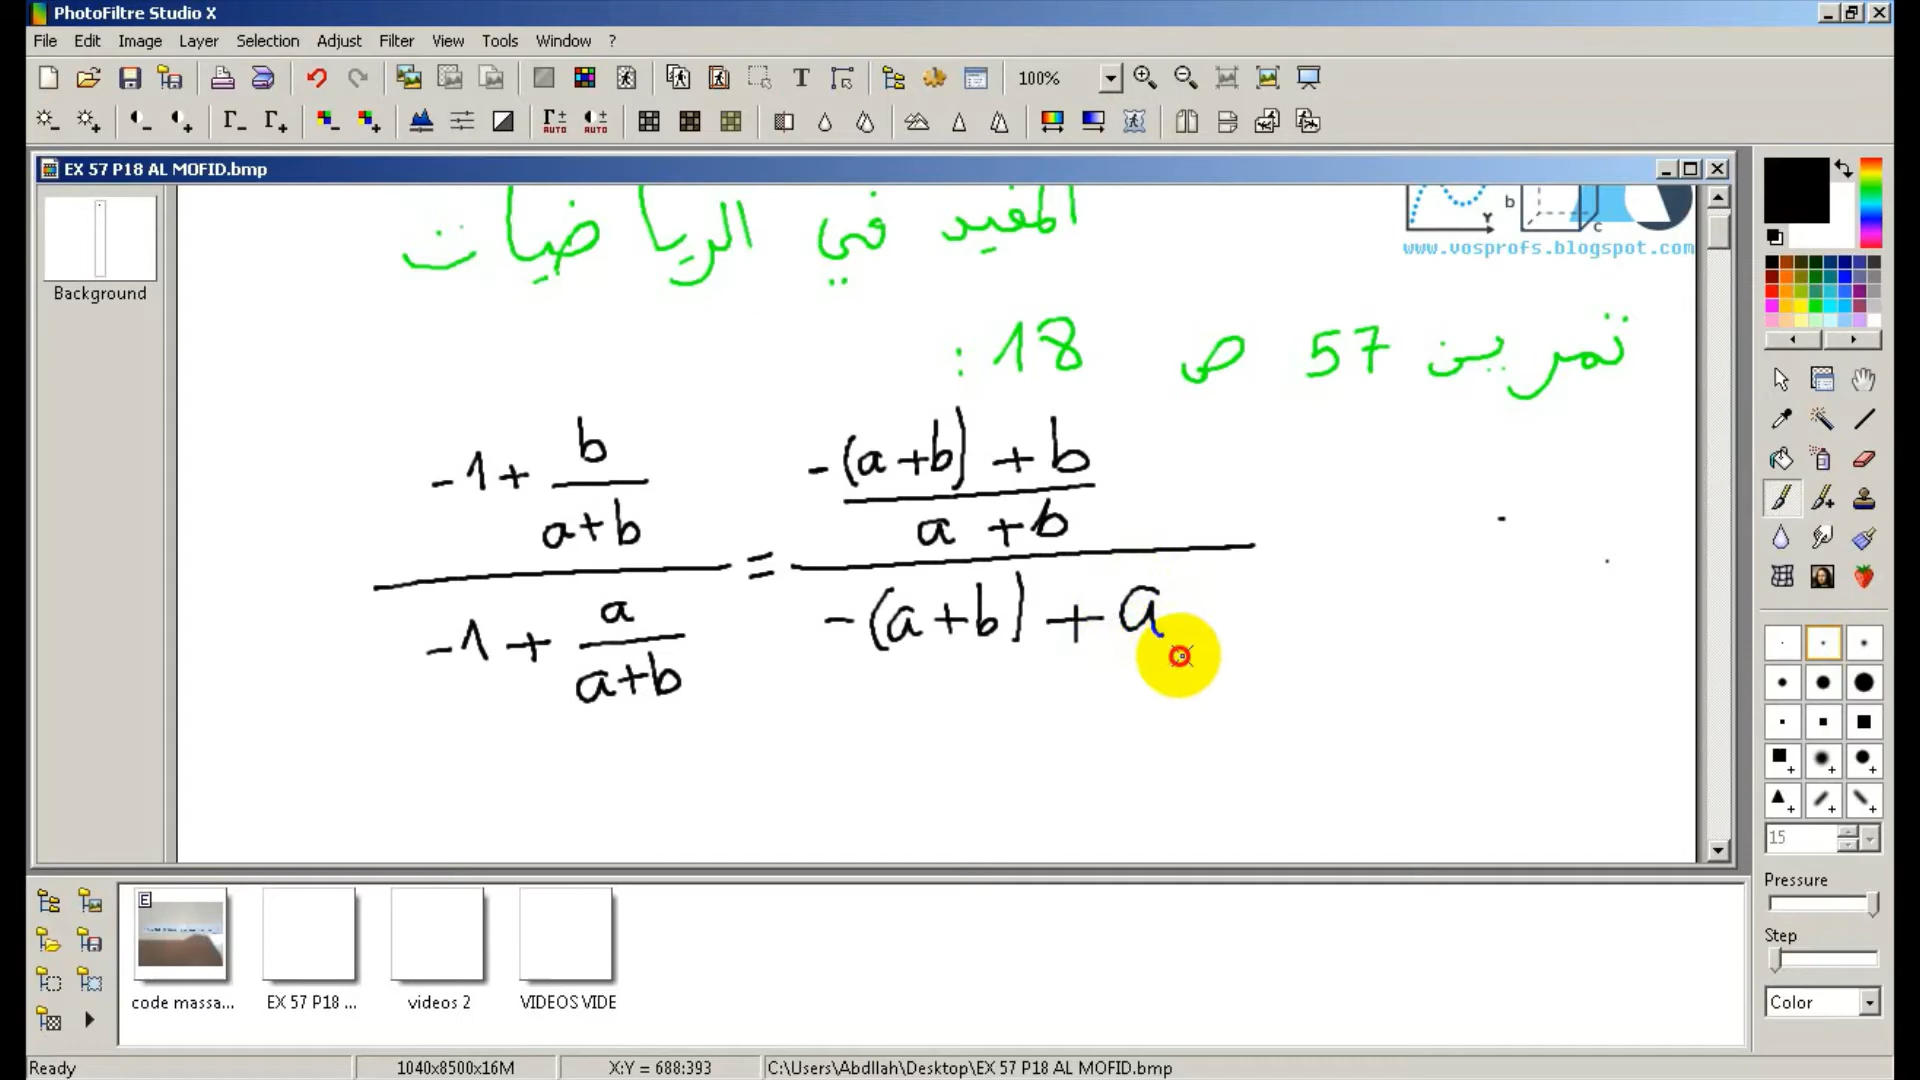 PhotoFiltre Studio X
File Edit Image Layer Selection Adjust Filter View Tools Window ?
100%
EX 57 P18 AL MOFID.bmp
Background
المفيد في الرياضيات
Y b c
www.vosprofs.blogspot.com
تمرين 57 ص 18 :
-1 + b/(a+b) = (-(a+b) + b)/(a+b)
-1 + a/(a+b) -(a+b) + a
15
Pressure
Step
Color
E
code massa... EX 57 P18 ... videos 2 VIDEOS VIDE
Ready 1040x8500x16M X:Y = 688:393 C:\Users\Abdllah\Desktop\EX 57 P18 AL MOFID.bmp